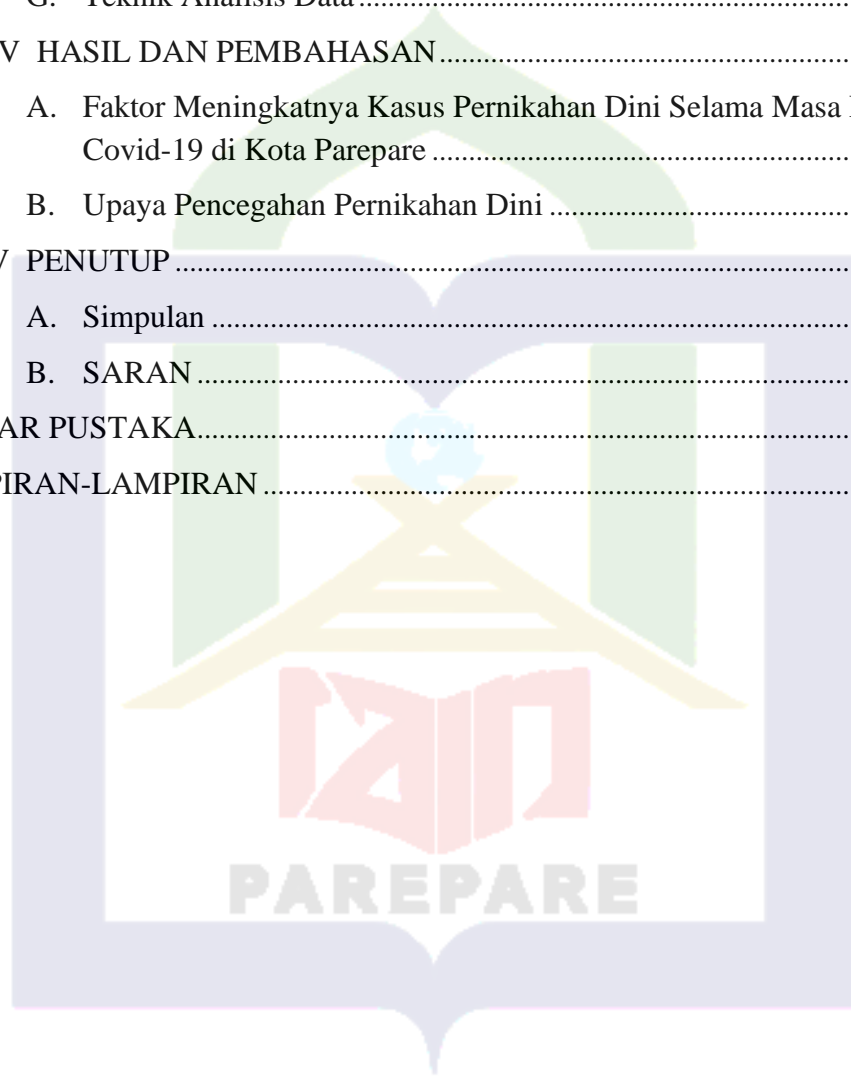 G. Teknik Analisis Data ........................................................................
V HASIL DAN PEMBAHASAN ........................................................................
A. Faktor Meningkatnya Kasus Pernikahan Dini Selama Masa
Covid-19 di Kota Parepare ........................................................................
B. Upaya Pencegahan Pernikahan Dini ........................................................................
V PENUTUP ........................................................................
A. Simpulan ........................................................................
B. SARAN ........................................................................
AR PUSTAKA ........................................................................
PIRAN-LAMPIRAN ........................................................................
IAIN
PAREPARE